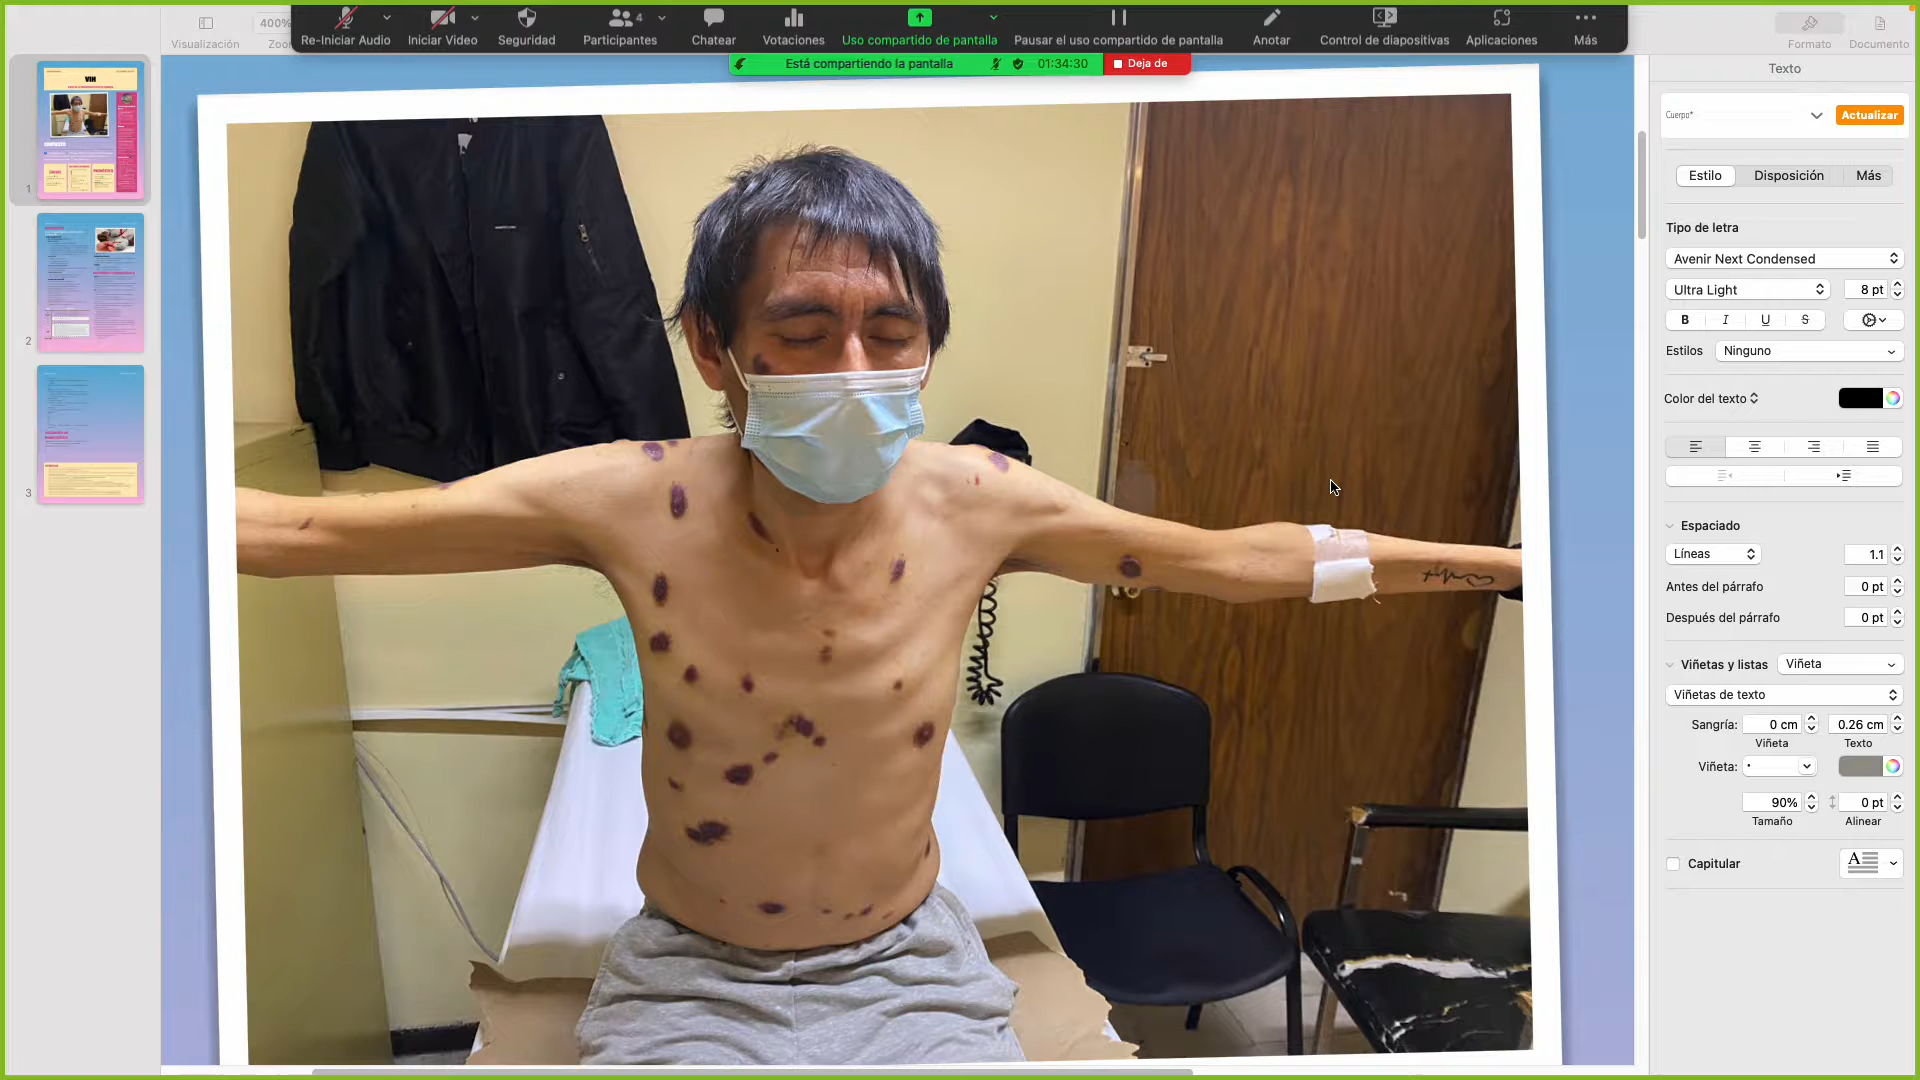 Re-Iniciar Audio
Iniciar Video
Seguridad
4
Participantes
Chatear
Votaciones
Uso compartido de pantalla
Pausar el uso compartido de pantalla
Anotar
Control de diapositivas
Aplicaciones
Más
Está compartiendo la pantalla
01:34:30
Deja de
400%
Visualización
Zoo
Formato
Documento
VIH
1
2
3
Texto
Cuerpo*
Actualizar
Estilo
Disposición
Más
Tipo de letra
Avenir Next Condensed
Ultra Light
8 pt
B
I
U
S
Estilos
Ninguno
Color del texto
Espaciado
Líneas
1.1
Antes del párrafo
0 pt
Después del párrafo
0 pt
Viñetas y listas
Viñeta
Viñetas de texto
Sangría:
0 cm
0.26 cm
Viñeta
Texto
Viñeta:
•
90%
0 pt
Tamaño
Alinear
Capitular
A